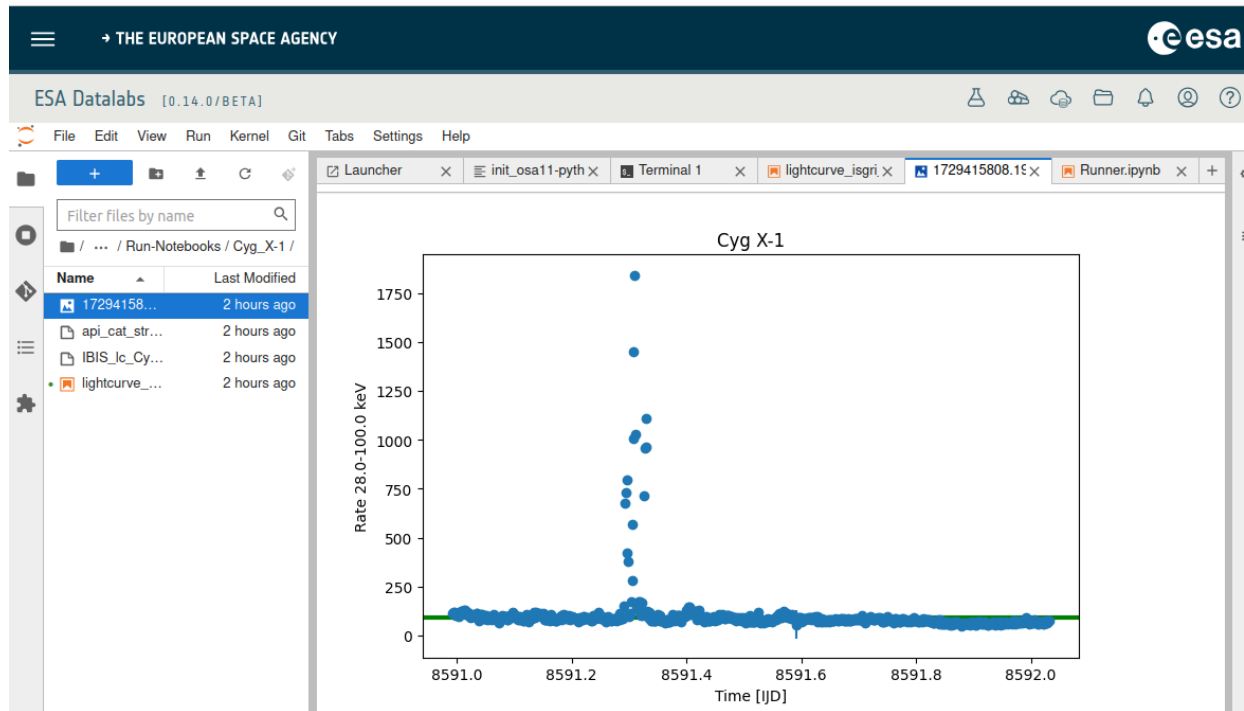 → THE EUROPEAN SPACE AGENCY
esa
ESA Datalabs [0.14.0/BETA]
File Edit View Run Kernel Git Tabs Settings Help
+
Launcher
init_osa11-pyth
Terminal 1
lightcurve_isgri_
1729415808.19
Runner.ipynb
+
Filter files by name
/ ··· / Run-Notebooks / Cyg_X-1 /
Name Last Modified
17294158... 2 hours ago
api_cat_str... 2 hours ago
IBIS_lc_Cy... 2 hours ago
lightcurve_... 2 hours ago
Cyg X-1
1750
1500
1250
1000
750
500
250
0
Rate 28.0-100.0 keV
8591.0 8591.2 8591.4 8591.6 8591.8 8592.0
Time [IJD]